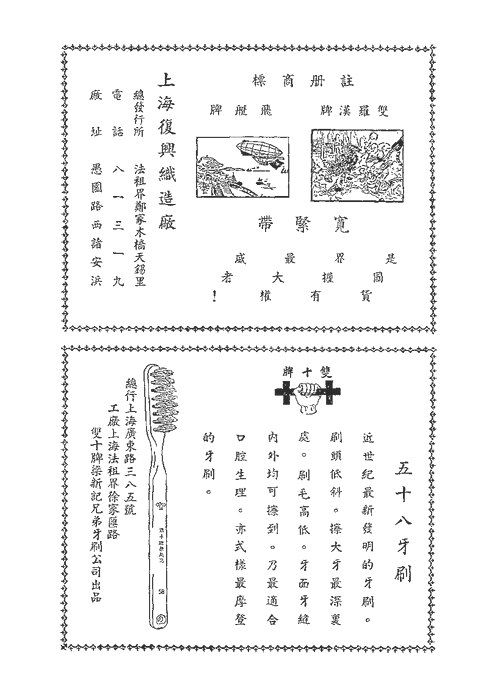 註册商標
雙羅漢牌
飛艇牌
寬緊帶
是國貨
界擁有
最大權
威者！
上海復興織造廠
總發行所 法租界鄭家木橋天錫里
電話 八一三一九
廠址 愚園路西諸安浜
雙十牌
五十八牙刷
近世紀最新發明的牙刷。
刷頭低斜。擦大牙最深裏
處。刷毛高低。牙面牙縫
內外均可擦到。乃最適合
口腔生理。亦式樣最摩登
的牙刷。
58
總行上海廣東路三八五號
工廠上海法租界徐家匯路
雙十牌梁新記兄弟牙刷公司出品